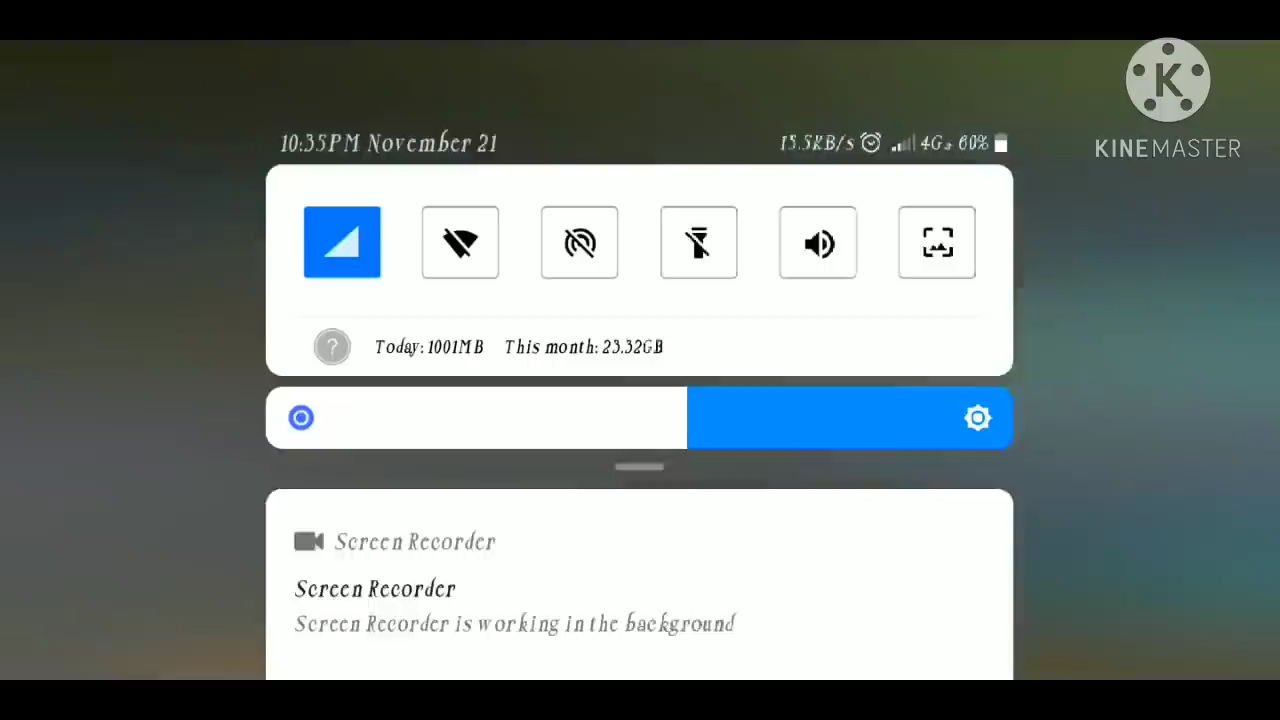 K
KINEMASTER
10:35PM November 21
15.5KB/s 4G+ 60%
Today: 1001MB This month: 23.32GB
Screen Recorder
Screen Recorder
Screen Recorder is working in the background